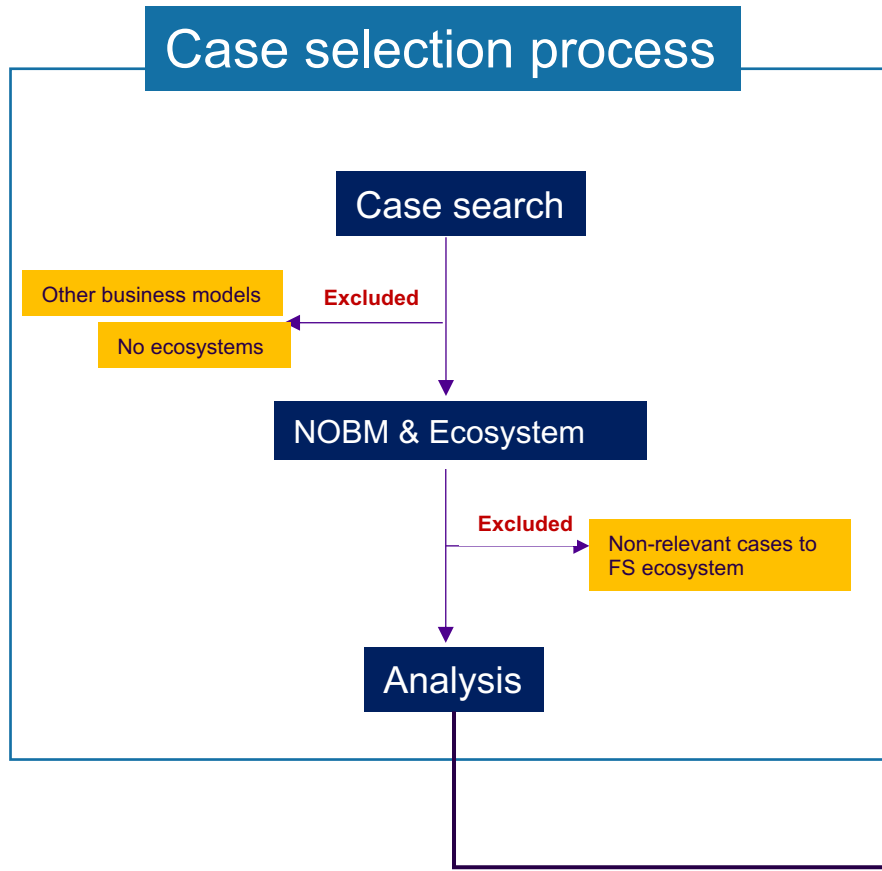 Case selection process
Case search
Other business models
Excluded
No ecosystems
NOBM & Ecosystem
Excluded
Non-relevant cases to
FS ecosystem
Analysis